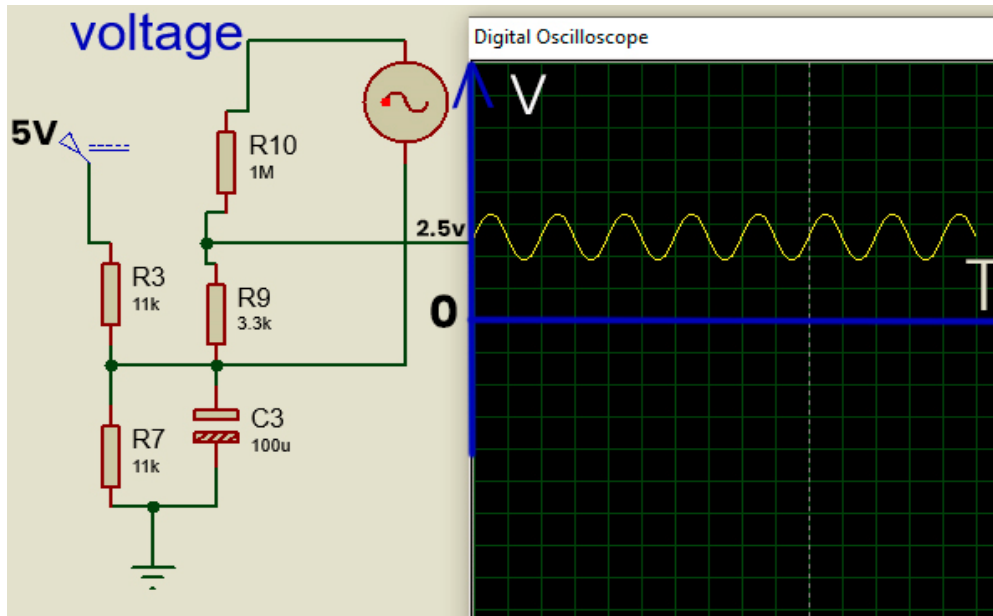 voltage
Digital Oscilloscope
V
5V
R10
1M
2.5v
R3
11k
R9
3.3k
T
0
C3
100u
R7
11k